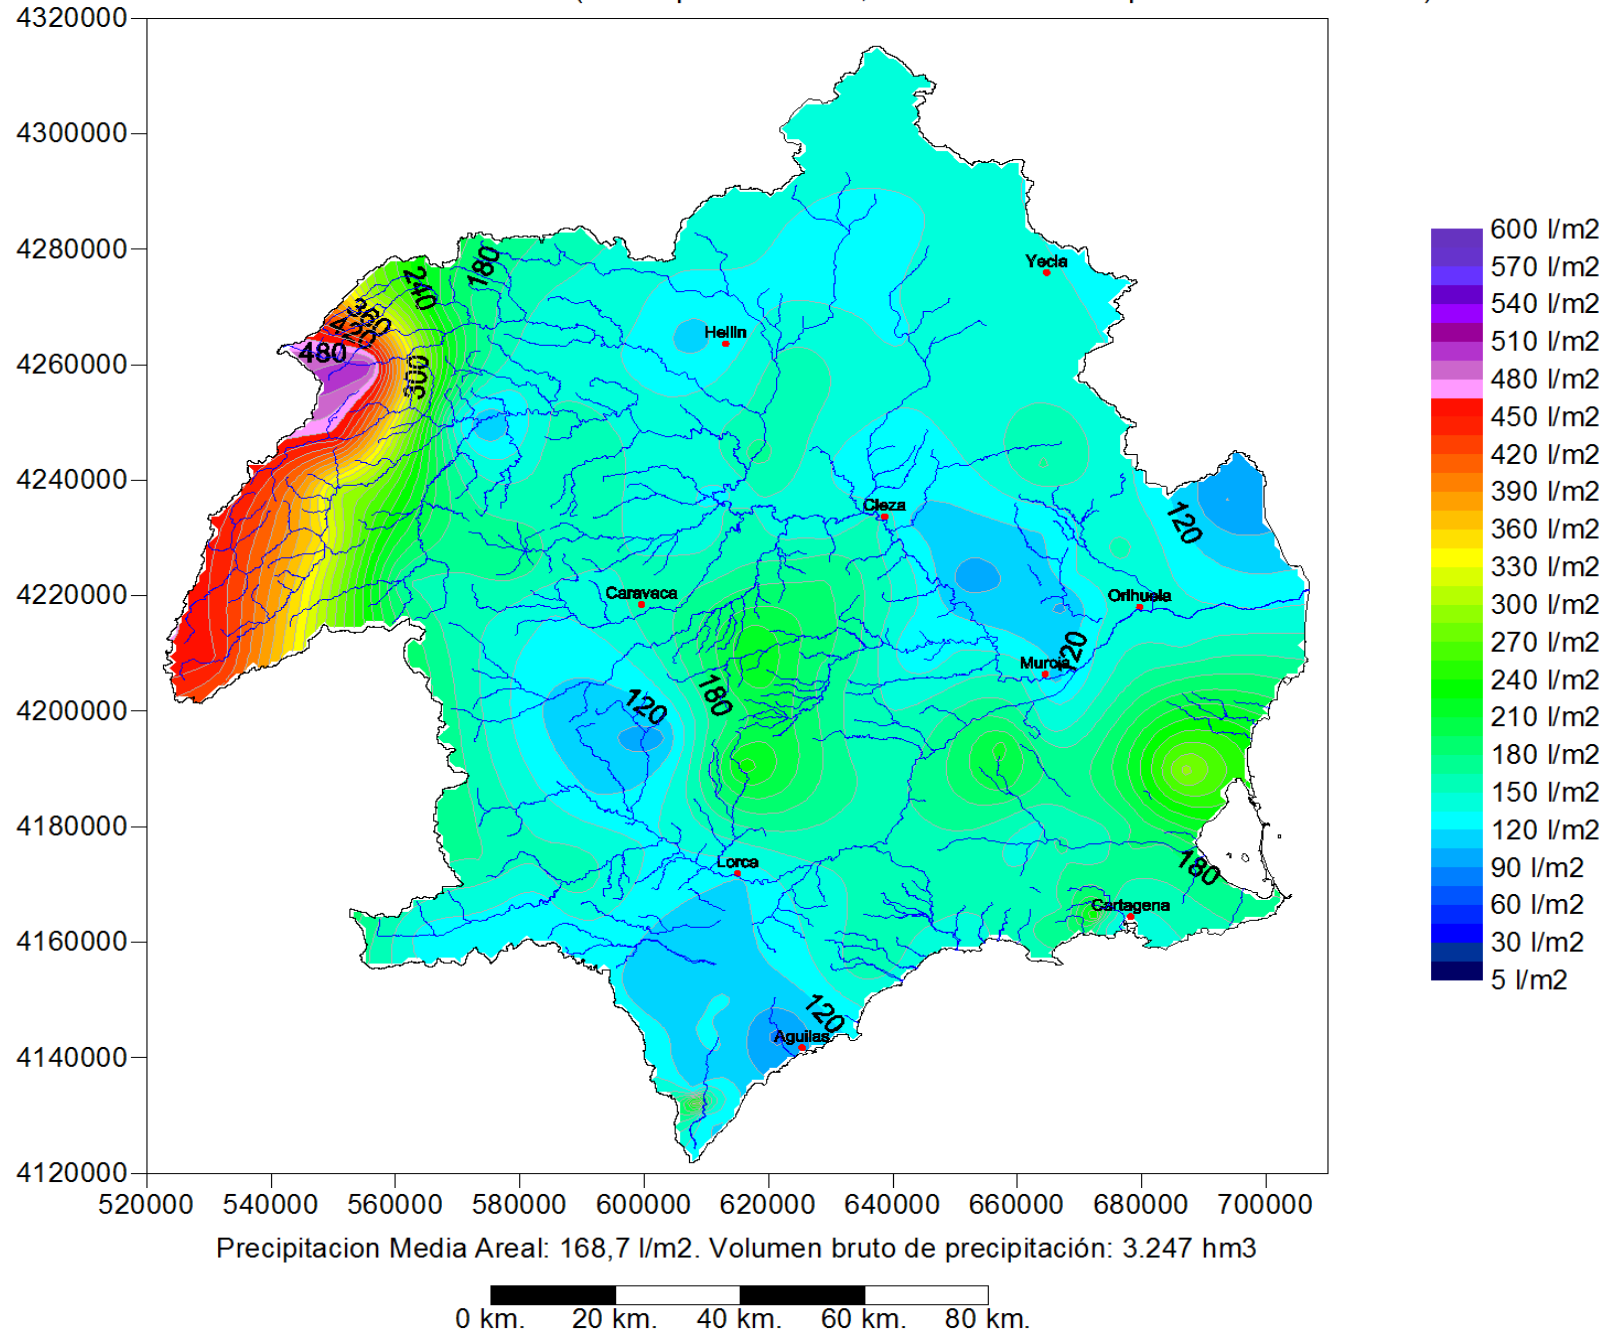 4320000
4300000
4280000
4260000
4240000
4220000
4200000
4180000
4160000
4140000
4120000
520000 540000 560000 580000 600000 620000 640000 660000 680000 700000
180
240
360
420
480
300
Yecla
Hellin
Cieza
120
Caravaca
Orihuela
120
Murcia
180
120
Lorca
180
Cartagena
120
Aguilas
600 l/m2
570 l/m2
540 l/m2
510 l/m2
480 l/m2
450 l/m2
420 l/m2
390 l/m2
360 l/m2
330 l/m2
300 l/m2
270 l/m2
240 l/m2
210 l/m2
180 l/m2
150 l/m2
120 l/m2
90 l/m2
60 l/m2
30 l/m2
5 l/m2
Precipitacion Media Areal: 168,7 l/m2. Volumen bruto de precipitación: 3.247 hm3
0 km. 20 km. 40 km. 60 km. 80 km.